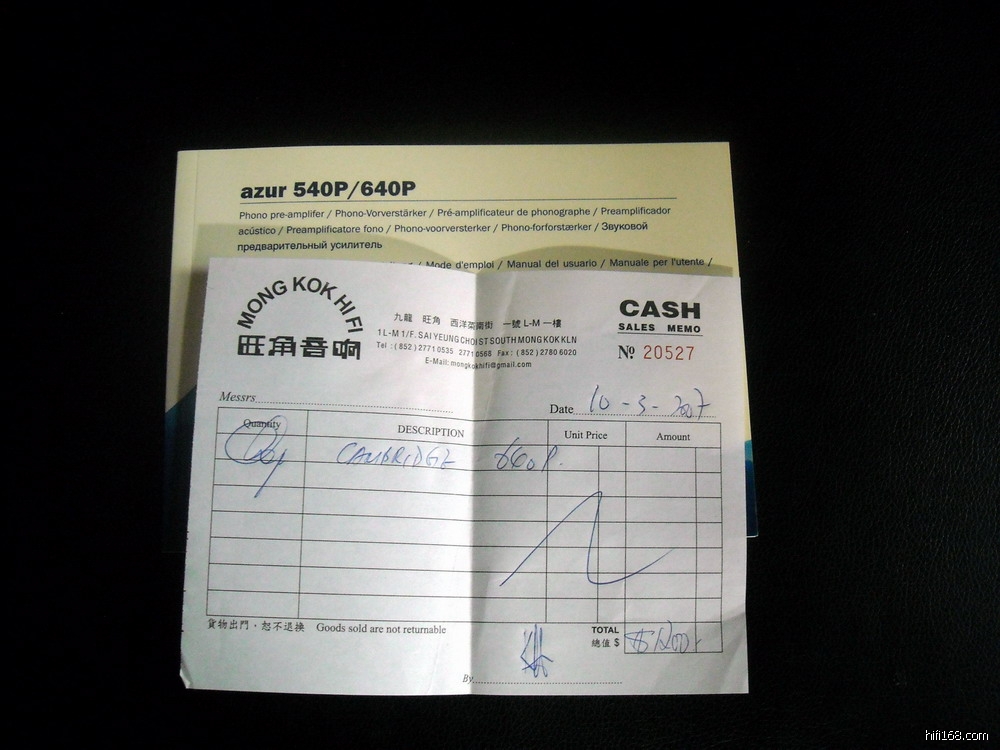 azur 540P/640P
Phono pre-amplifer / Phono-Vorverstärker / Pré-amplificateur de phonographe / Preamplificador
acústico / Preamplificatore fono / Phono-voorversterker / Phono-forforstærker / Звуковой
предварительный усилитель
/ Mode d'emploi / Manual del usuario / Manuale per l'utente /
MONG KOK HI FI
旺角音响
九龍 旺角 西洋菜南街 一號 L-M 一樓
1 L-M 1/F. SAI YEUNG CHOI ST SOUTH MONG KOK KLN
Tel : (852) 2771 0535 2771 0568 Fax : (852) 2780 6020
E-Mail: mongkokhifi@gmail.com
CASH
SALES MEMO
№ 20527
Messrs
Date 10-3-2007
Quantity DESCRIPTION Unit Price Amount
CAMBRIDGE 640P.
貨物出門，恕不退換 Goods sold are not returnable
TOTAL
總值 $
By
hifi168.com